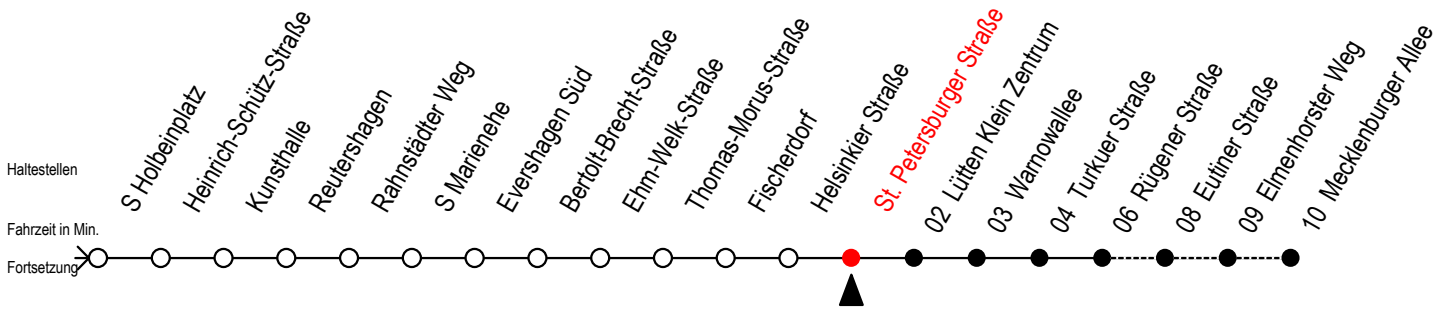 Haltestellen
S Holbeinplatz
Heinrich-Schütz-Straße
Kunsthalle
Reutershagen
Rahnstädter Weg
S Marienehe
Evershagen Süd
Bertolt-Brecht-Straße
Ehm-Welk-Straße
Thomas-Morus-Straße
Fischerdorf
Helsinkier Straße
St. Petersburger Straße
02 Lütten Klein Zentrum
03 Warnowallee
04 Turkuer Straße
06 Rügener Straße
08 Eutiner Straße
09 Elmenhorster Weg
10 Mecklenburger Allee
Fahrzeit in Min.
Fortsetzung